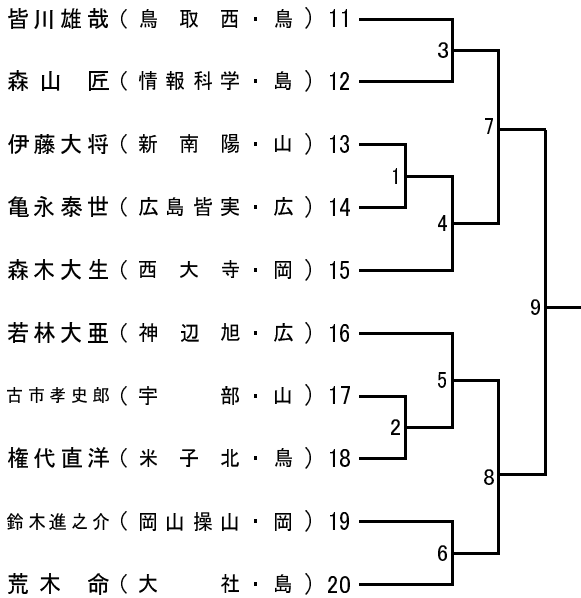 皆川雄哉 ( 鳥取西・鳥 ) 11
3
森山 匠 ( 情報科学・島 ) 12
7
伊藤大将 ( 新南陽・山 ) 13
1
亀永泰世 ( 広島皆実・広 ) 14
4
森木大生 ( 西大寺・岡 ) 15
9
若林大亜 ( 神辺旭・広 ) 16
5
古市孝史郎 ( 宇部・山 ) 17
2
権代直洋 ( 米子北・鳥 ) 18
8
鈴木進之介 ( 岡山操山・岡 ) 19
6
荒木 命 ( 大社・島 ) 20